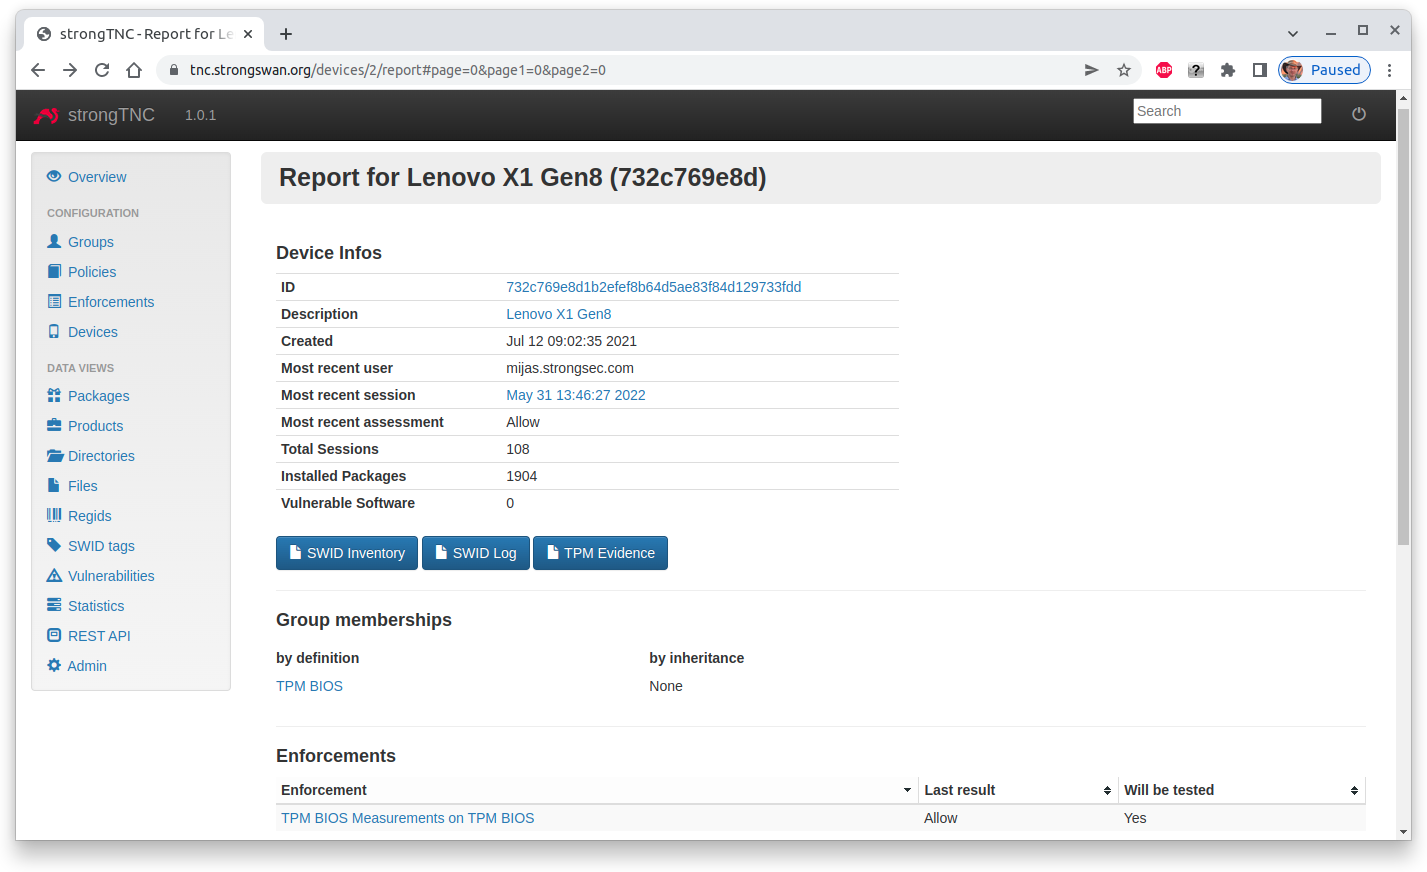 strongTNC - Report for Le
tnc.strongswan.org/devices/2/report#page=0&page1=0&page2=0
ABP
?
Paused
strongTNC 1.0.1
Search
Overview
CONFIGURATION
Groups
Policies
Enforcements
Devices
DATA VIEWS
Packages
Products
Directories
Files
Regids
SWID tags
Vulnerabilities
Statistics
REST API
Admin
Report for Lenovo X1 Gen8 (732c769e8d)
Device Infos
ID 732c769e8d1b2efef8b64d5ae83f84d129733fdd
Description Lenovo X1 Gen8
Created Jul 12 09:02:35 2021
Most recent user mijas.strongsec.com
Most recent session May 31 13:46:27 2022
Most recent assessment Allow
Total Sessions 108
Installed Packages 1904
Vulnerable Software 0
SWID Inventory SWID Log TPM Evidence
Group memberships
by definition by inheritance
TPM BIOS None
Enforcements
Enforcement Last result Will be tested
TPM BIOS Measurements on TPM BIOS Allow Yes